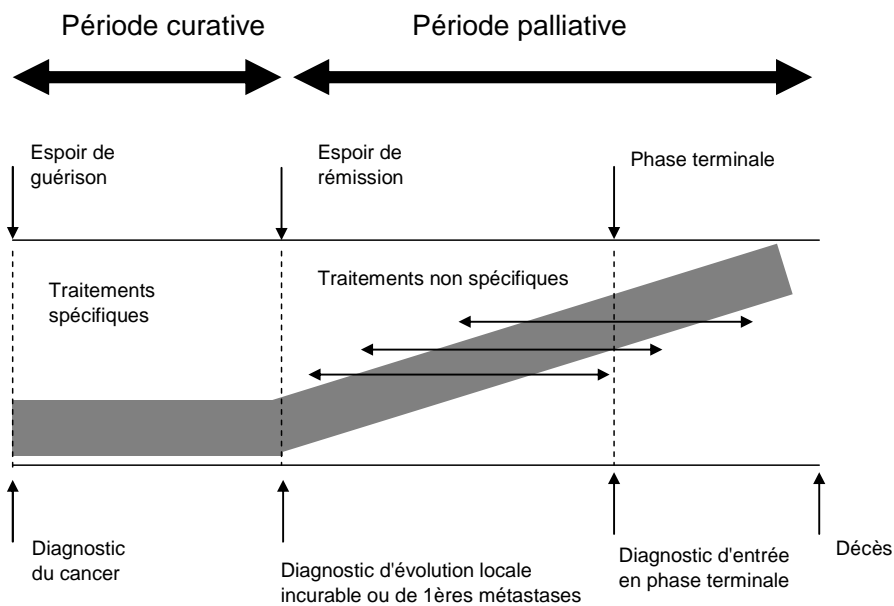 Période curative
Période palliative
Espoir de
guérison
Espoir de
rémission
Phase terminale
Traitements
spécifiques
Traitements non spécifiques
Diagnostic
du cancer
Diagnostic d'évolution locale
incurable ou de 1ères métastases
Diagnostic d'entrée
en phase terminale
Décès